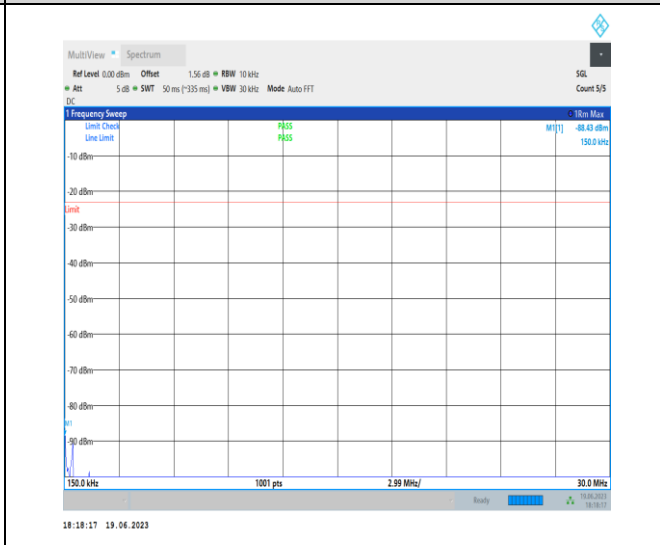 MultiView Spectrum
Ref Level 0.00 dBm Offset 1.56 dB RBW 10 kHz SGL
Att 5 dB SWT 50 ms (~335 ms) VBW 30 kHz Mode Auto FFT Count 5/5
DC
1 Frequency Sweep 1Rm Max
Limit Check PASS M1[1] -88.43 dBm
Line Limit PASS 150.0 kHz
-10 dBm
-20 dBm
Limit
-30 dBm
-40 dBm
-50 dBm
-60 dBm
-70 dBm
-80 dBm
M1
-90 dBm
150.0 kHz 1001 pts 2.99 MHz/ 30.0 MHz
Ready 19.06.2023
18:18:17
18:18:17 19.06.2023